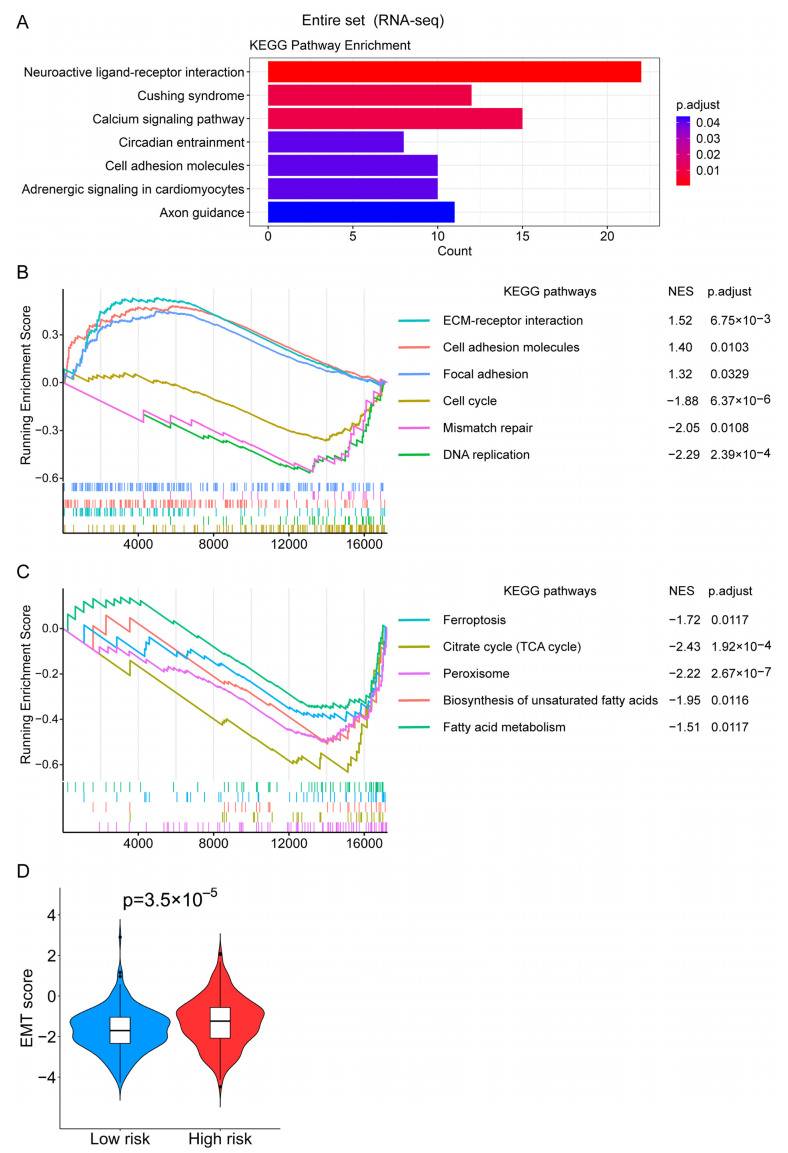 A
Entire set (RNA-seq)
KEGG Pathway Enrichment
Neuroactive ligand-receptor interaction
Cushing syndrome
Calcium signaling pathway
Circadian entrainment
Cell adhesion molecules
Adrenergic signaling in cardiomyocytes
Axon guidance
0 5 10 15 20
Count
p.adjust
0.04
0.03
0.02
0.01
B
Running Enrichment Score
0.3
0.0
−0.3
−0.6
4000 8000 12000 16000
KEGG pathways NES p.adjust
ECM-receptor interaction 1.52 6.75×10⁻³
Cell adhesion molecules 1.40 0.0103
Focal adhesion 1.32 0.0329
Cell cycle −1.88 6.37×10⁻⁶
Mismatch repair −2.05 0.0108
DNA replication −2.29 2.39×10⁻⁴
C
Running Enrichment Score
0.0
−0.2
−0.4
−0.6
4000 8000 12000 16000
KEGG pathways NES p.adjust
Ferroptosis −1.72 0.0117
Citrate cycle (TCA cycle) −2.43 1.92×10⁻⁴
Peroxisome −2.22 2.67×10⁻⁷
Biosynthesis of unsaturated fatty acids −1.95 0.0116
Fatty acid metabolism −1.51 0.0117
D
p=3.5×10⁻⁵
EMT score
4
2
0
−2
−4
Low risk High risk